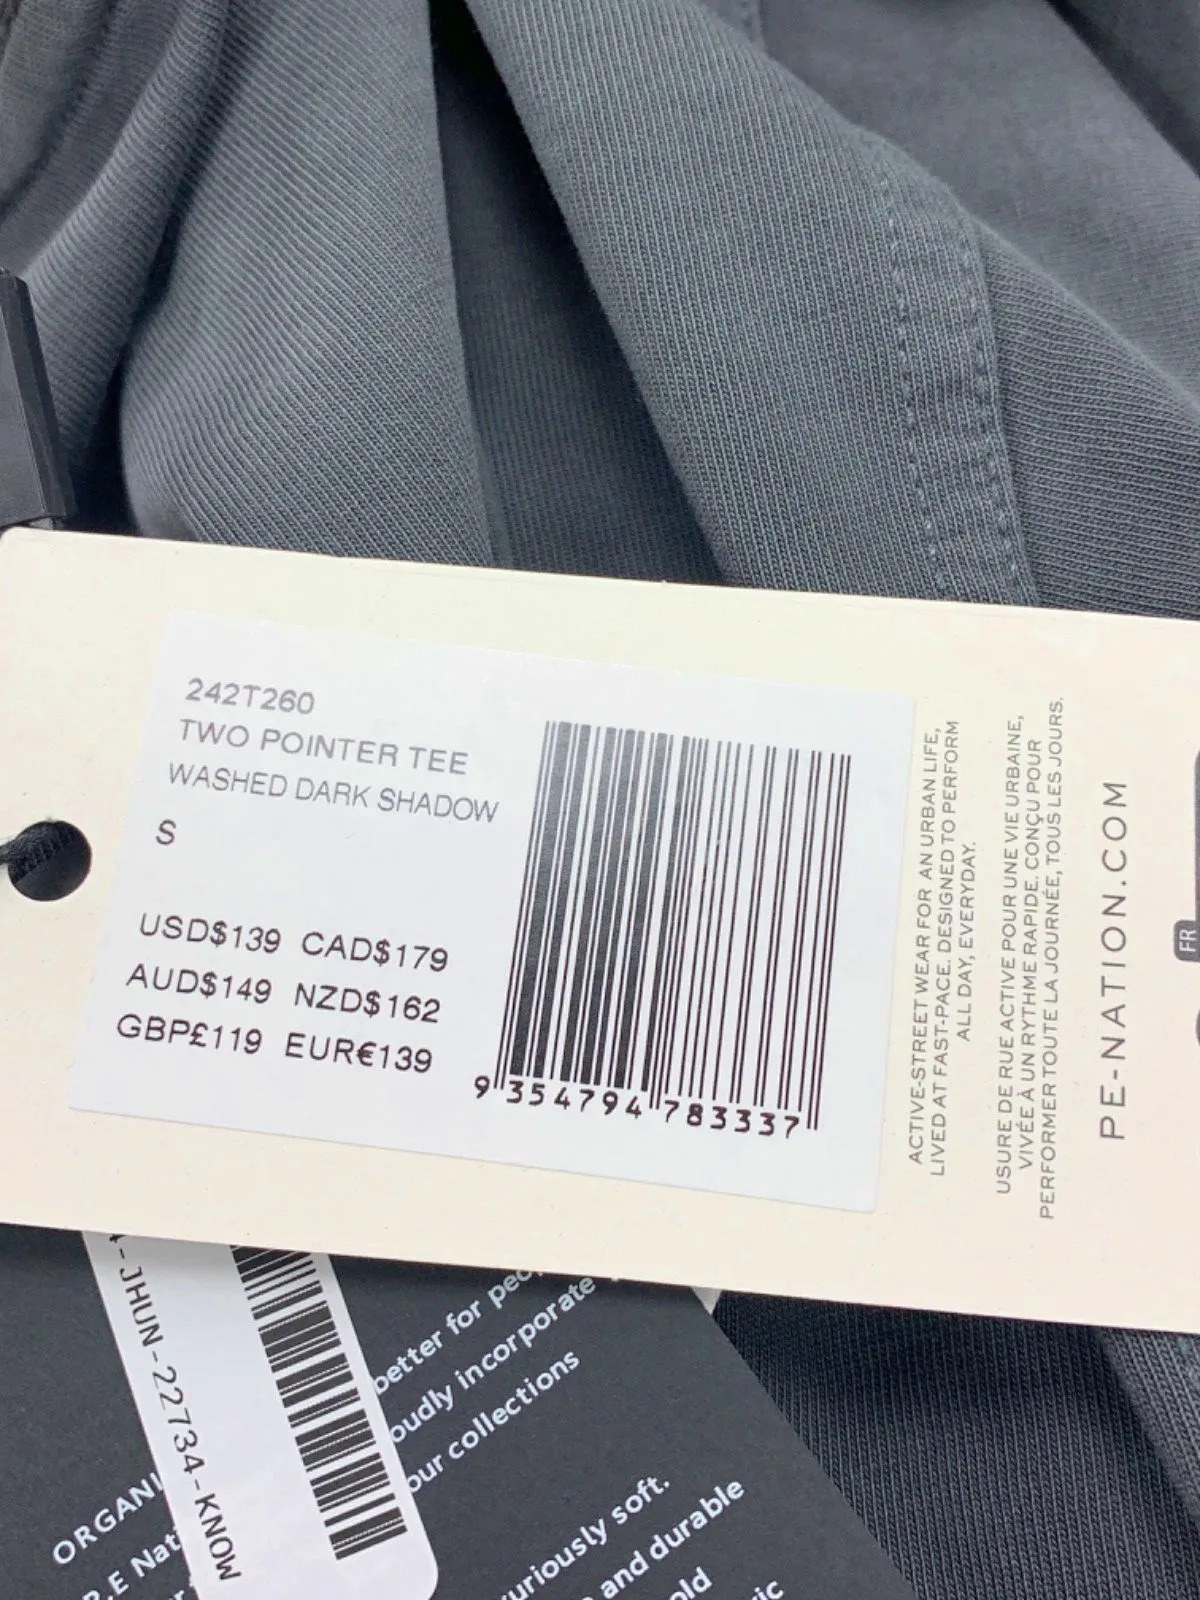 242T260
TWO POINTER TEE
WASHED DARK SHADOW
S
USD$139 CAD$179
AUD$149 NZD$162
GBP£119 EUR€139
9 354794 783337
ACTIVE-STREET WEAR FOR AN URBAN LIFE,
LIVED AT FAST-PACE. DESIGNED TO PERFORM
ALL DAY, EVERYDAY.
USURE DE RUE ACTIVE POUR UNE VIE URBAINE,
VIVÉE À UN RYTHME RAPIDE. CONÇU POUR
PERFORMER TOUTE LA JOURNÉE, TOUS LES JOURS.
PE-NATION.COM
FR
-JHUN-22734-KNOW
better for
incorporate
our collections
ORGANI
P.E Nat
soft.
and durable